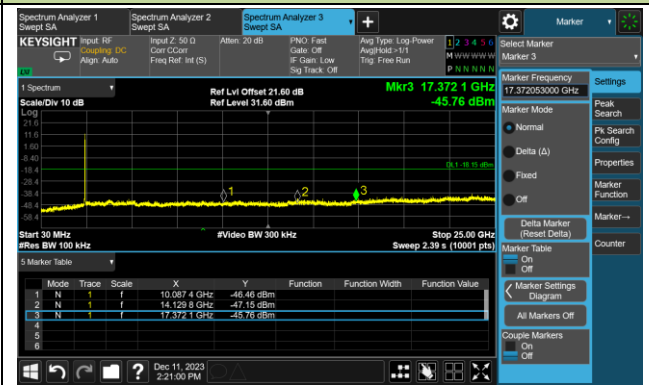 Spectrum Analyzer 1
Swept SA
Spectrum Analyzer 2
Swept SA
Spectrum Analyzer 3
Swept SA
+
Marker
KEYSIGHT
Input: RF
Coupling: DC
Align: Auto
Input Z: 50 Ω
Corr CCorr
Freq Ref: Int (S)
Atten: 20 dB
PNO: Fast
Gate: Off
IF Gain: Low
Sig Track: Off
Avg Type: Log-Power
Avg|Hold:>1/1
Trig: Free Run
1 2 3 4 5 6
M W W W W W
P N N N N N
Select Marker
Marker 3
1 Spectrum
Scale/Div 10 dB
Log
Ref Lvl Offset 21.60 dB
Ref Level 31.60 dBm
Mkr3 17.372 1 GHz
-45.76 dBm
21.6
11.6
1.60
-8.40
-18.4
-28.4
-38.4
-48.4
-58.4
DL1 -18.15 dBm
1
2
3
Start 30 MHz
#Res BW 100 kHz
#Video BW 300 kHz
Stop 25.00 GHz
Sweep 2.39 s (10001 pts)
5 Marker Table
Mode Trace Scale X Y Function Function Width Function Value
1 N 1 f 10.087 4 GHz -46.46 dBm
2 N 1 f 14.129 8 GHz -47.15 dBm
3 N 1 f 17.372 1 GHz -45.76 dBm
4
5
6
Marker Frequency
17.372053000 GHz
Marker Mode
Normal
Delta (Δ)
Fixed
Off
Delta Marker
(Reset Delta)
Marker Table
On
Off
Marker Settings
Diagram
All Markers Off
Couple Markers
On
Off
Settings
Peak
Search
Pk Search
Config
Properties
Marker
Function
Marker→
Counter
?
Dec 11, 2023
2:21:00 PM